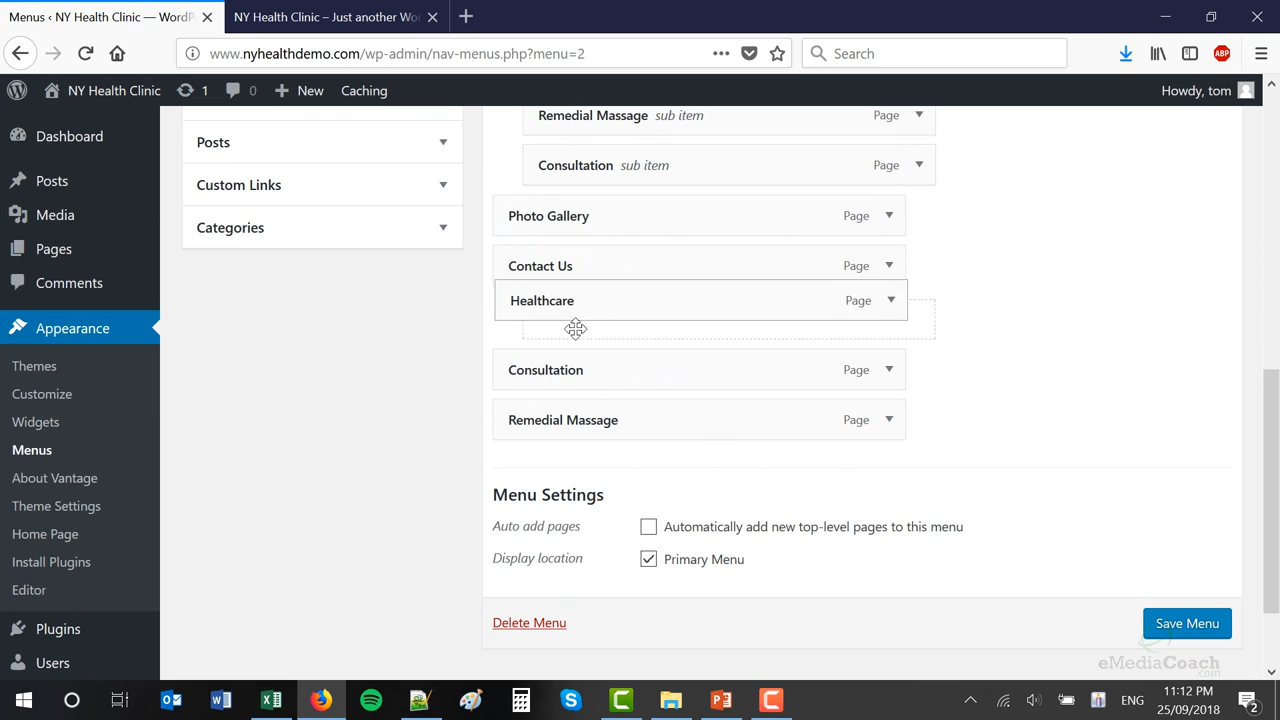 Menus ‹ NY Health Clinic — WordP
NY Health Clinic – Just another Wo
www.nyhealthdemo.com/wp-admin/nav-menus.php?menu=2
Search
ABP
NY Health Clinic
1
0
New
Caching
Howdy, tom
Dashboard
Posts
Media
Pages
Comments
Appearance
Themes
Customize
Widgets
Menus
About Vantage
Theme Settings
Home Page
Install Plugins
Editor
Plugins
Users
Posts
Custom Links
Categories
Remedial Massage sub item Page
Consultation sub item Page
Photo Gallery Page
Contact Us Page
Healthcare Page
Consultation Page
Remedial Massage Page
Menu Settings
Auto add pages Automatically add new top-level pages to this menu
Display location Primary Menu
Delete Menu
Save Menu
eMediaCoach
ENG
11:12 PM
25/09/2018
2